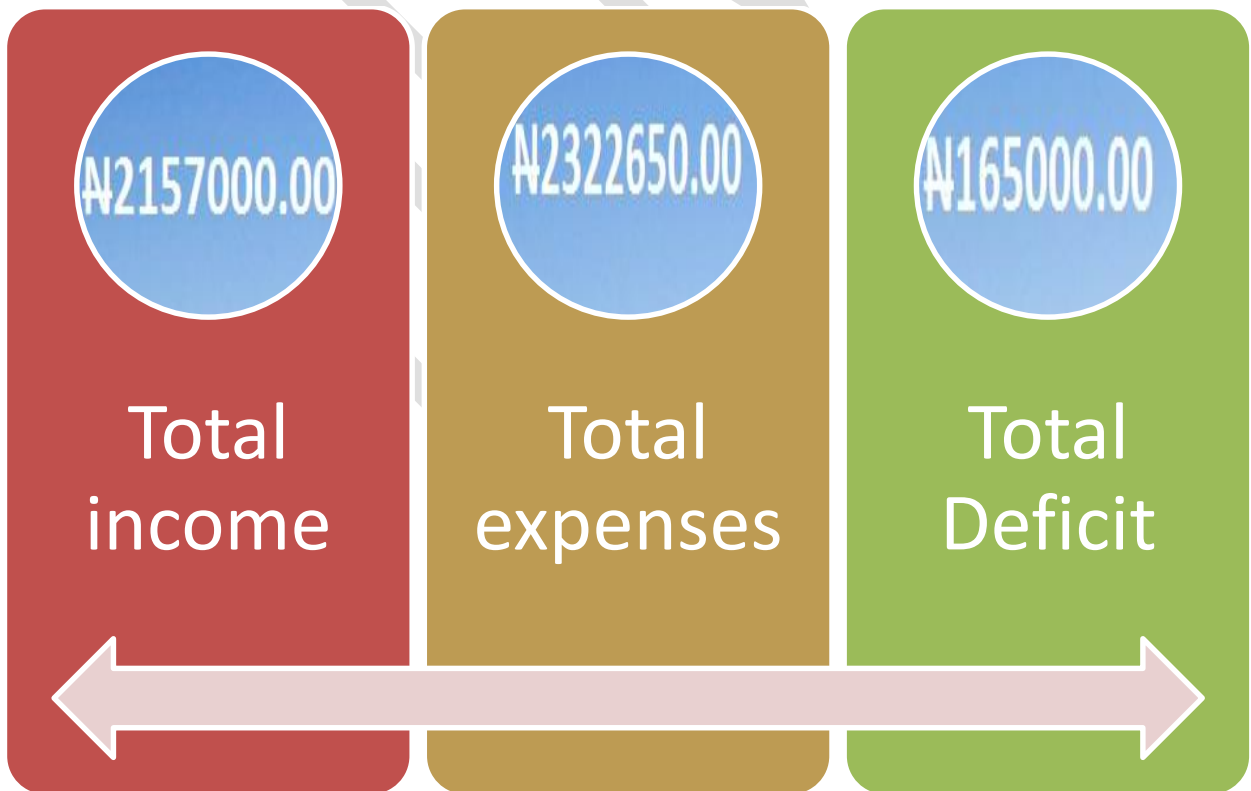 ₦2157000.00
Total
income
₦2322650.00
Total
expenses
₦165000.00
Total
Deficit